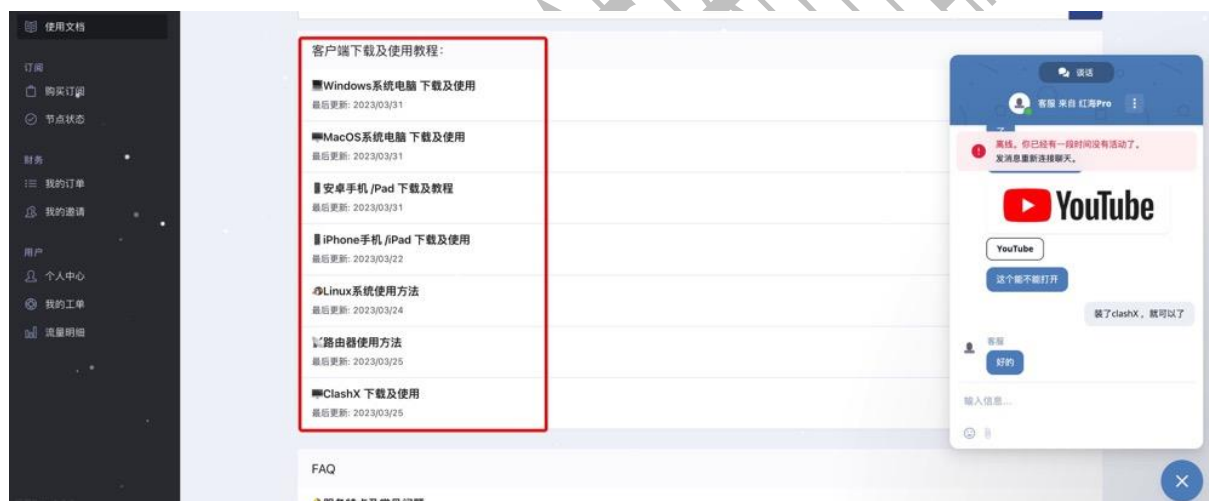 使用文档
订阅
购买订阅
节点状态
财务
我的订单
我的邀请
用户
个人中心
我的工单
流量明细
客户端下载及使用教程:
Windows系统电脑 下载及使用
最后更新: 2023/03/31
MacOS系统电脑 下载及使用
最后更新: 2023/03/31
安卓手机 /Pad 下载及教程
最后更新: 2023/03/31
iPhone手机 /iPad 下载及使用
最后更新: 2023/03/22
Linux系统使用方法
最后更新: 2023/03/24
路由器使用方法
最后更新: 2023/03/25
ClashX 下载及使用
最后更新: 2023/03/25
FAQ
谈话
客服 来自 红海Pro
离线，你已经有一段时间没有活动了。
发消息重新连接聊天。
YouTube
YouTube
这个能不能打开
装了clashX，就可以了
客服
好的
输入信息...